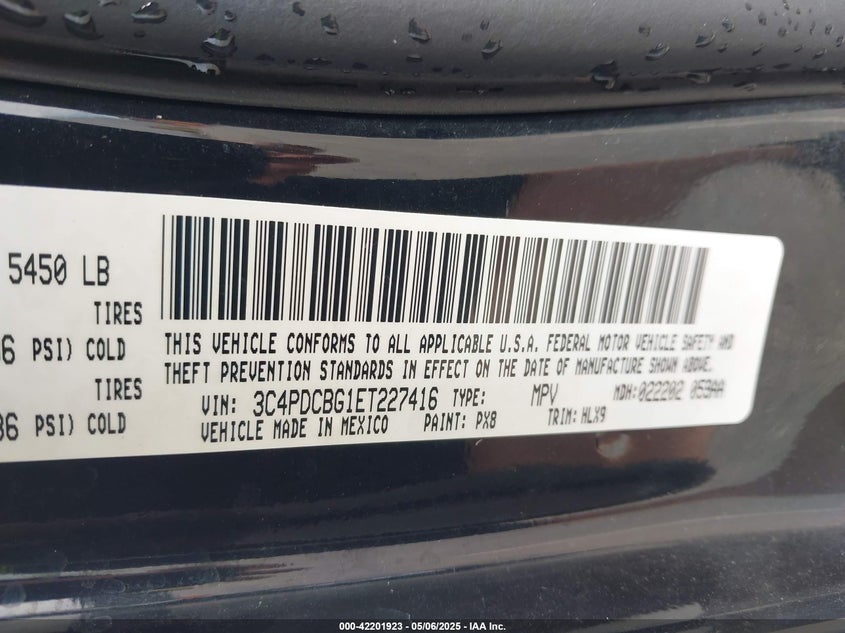 5450 LB
TIRES
36 PSI) COLD
TIRES
36 PSI) COLD
THIS VEHICLE CONFORMS TO ALL APPLICABLE U.S.A. FEDERAL MOTOR VEHICLE SAFETY AND
THEFT PREVENTION STANDARDS IN EFFECT ON THE DATE OF MANUFACTURE SHOWN ABOVE.
VIN: 3C4PDCBG1ET227416 TYPE: MPV MDH:022202 059AA
VEHICLE MADE IN MEXICO PAINT: PX8 TRIM: HLX9
000-42201923 | 05/06/2025 - IAA Inc.